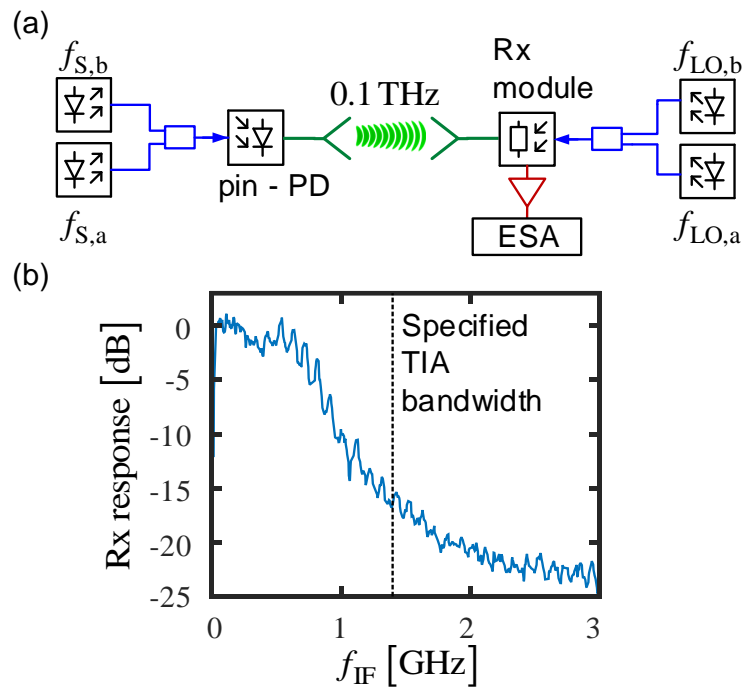 (a)
f_S,b
f_S,a
pin - PD
0.1 THz
Rx
module
ESA
f_LO,b
f_LO,a
(b)
Rx response [dB]
0
-5
-10
-15
-20
-25
Specified
TIA
bandwidth
0 1 2 3
f_IF [GHz]